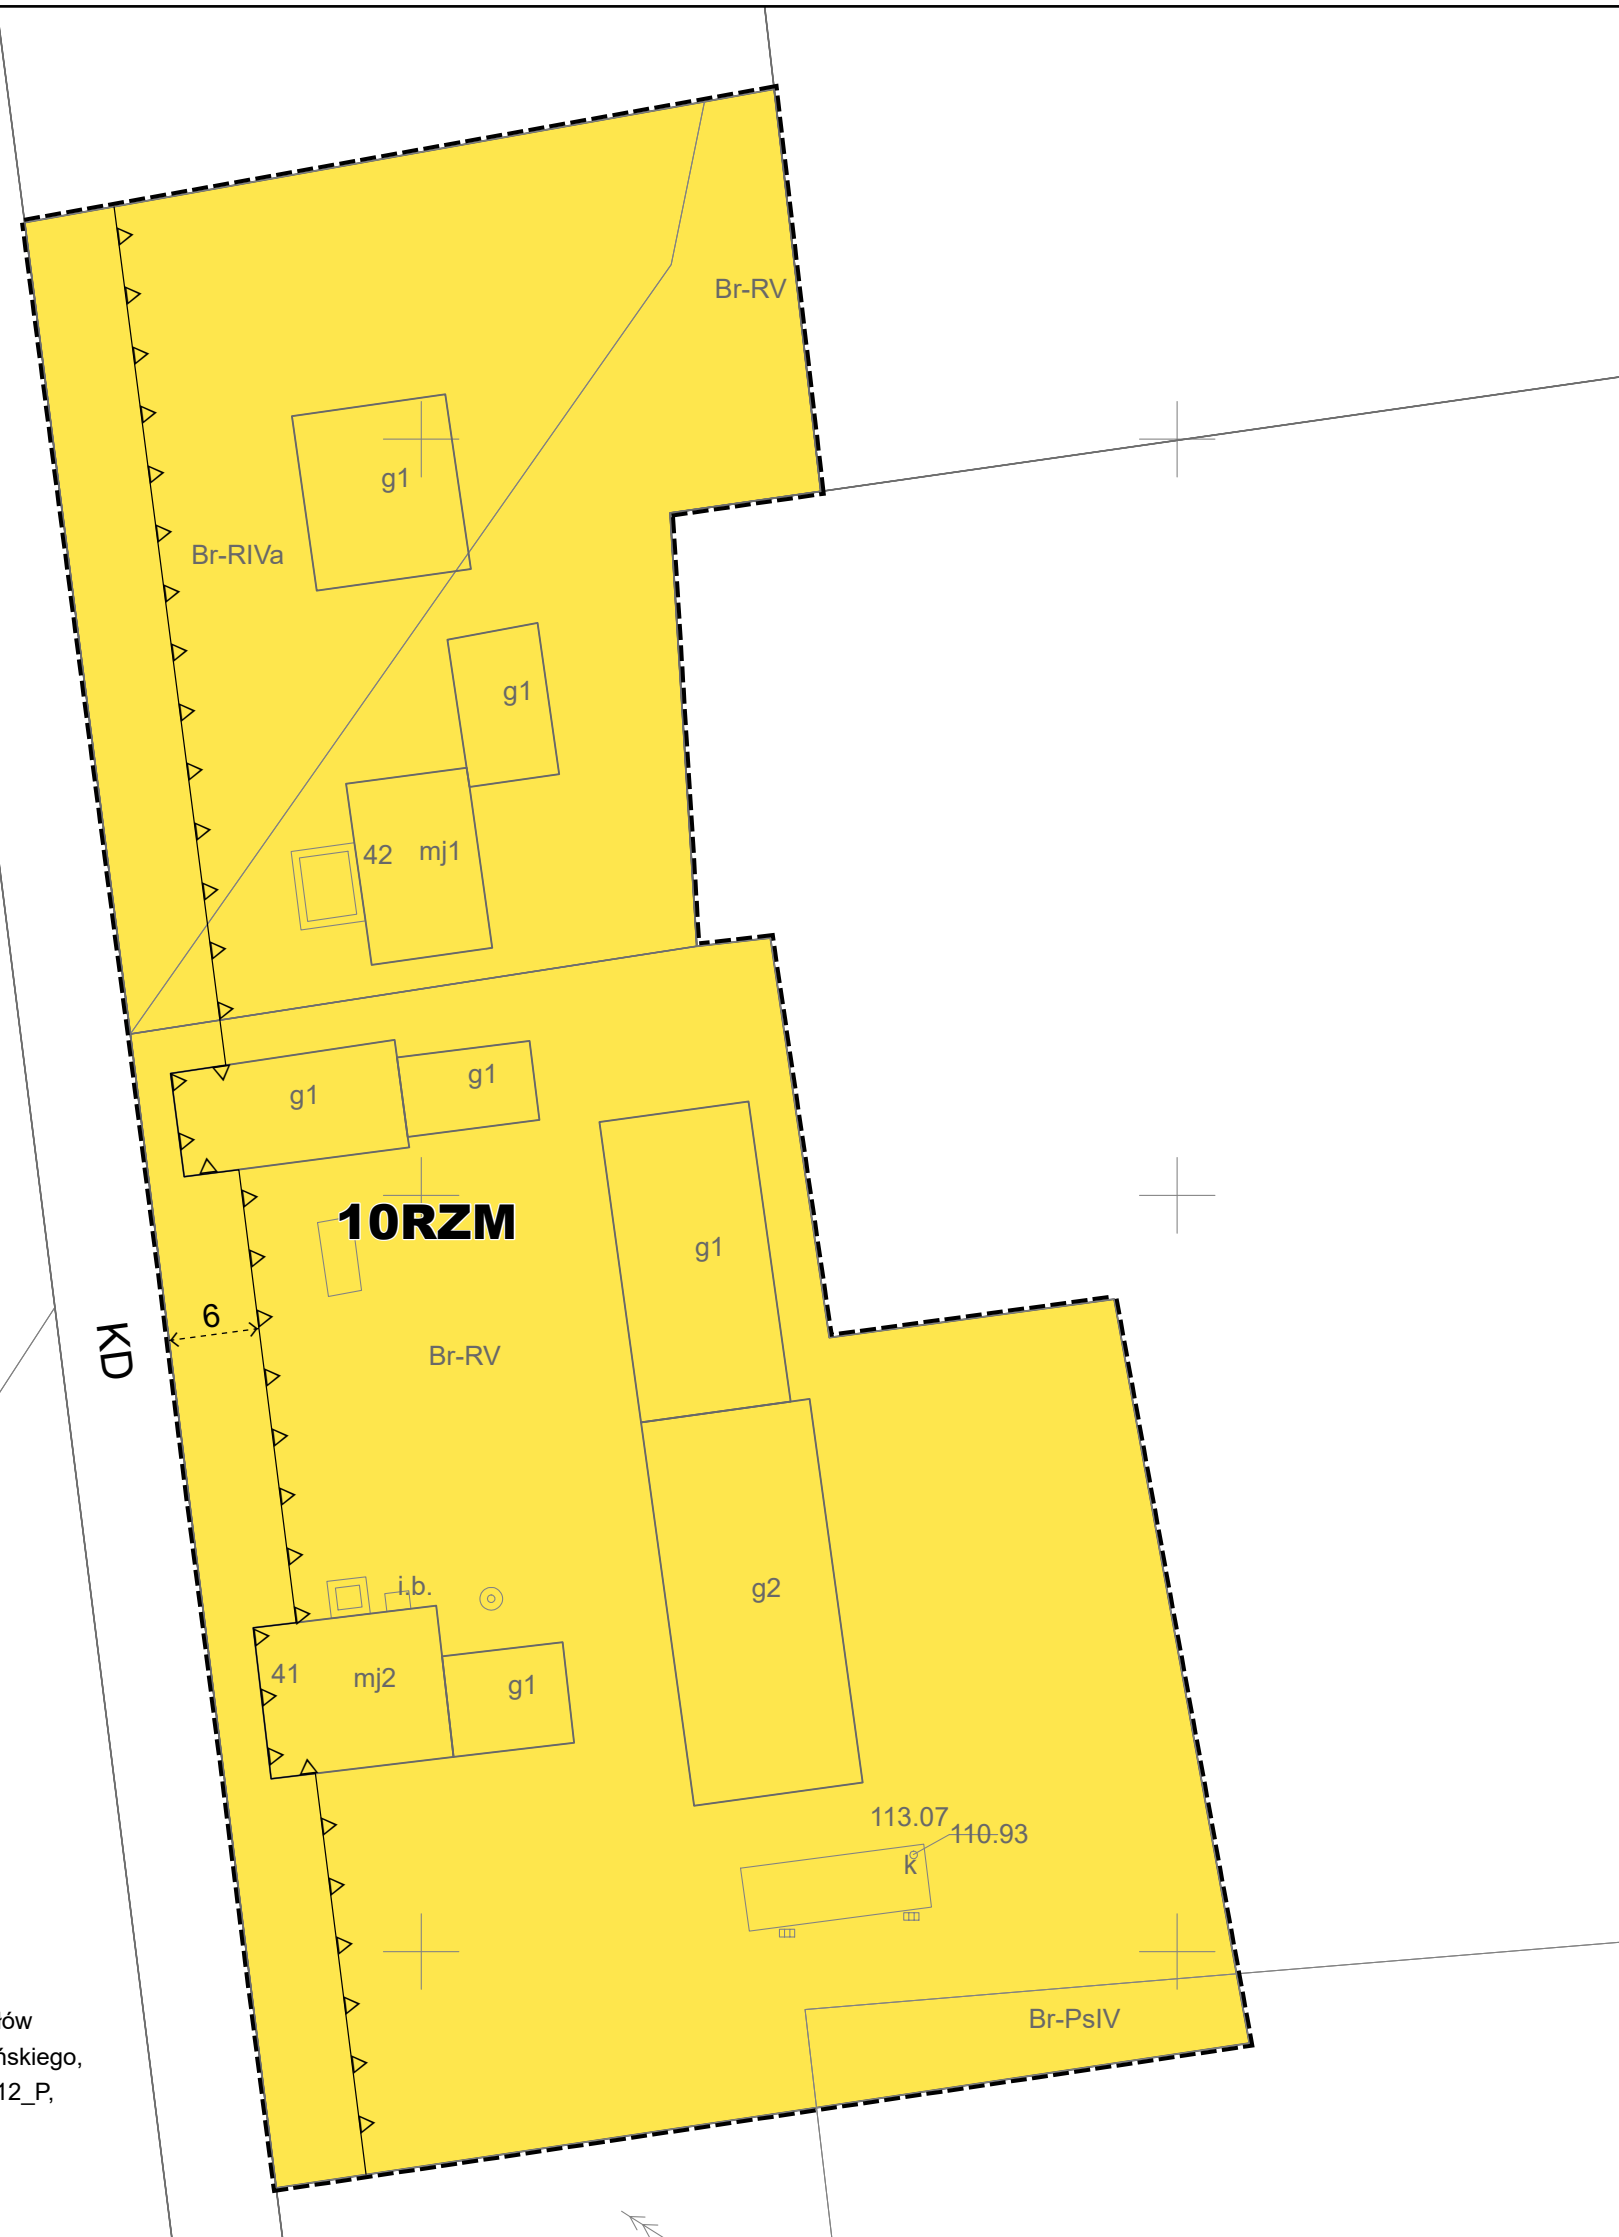 Br-RV
g1
Br-RIVa
g1
42 mj1
g1
g1
10RZM
g1
6
KD
Br-RV
i.b.
g2
41 mj2
g1
113.07
110.93
k
Br-PsIV
ów
ńskiego,
12_P,